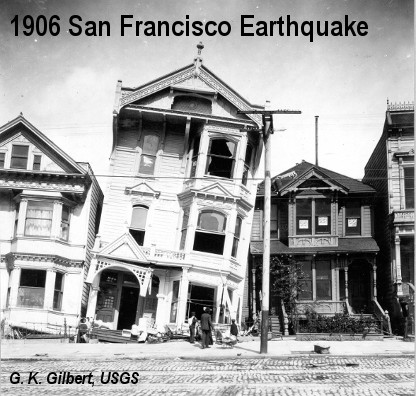 1906 San Francisco Earthquake
G. K. Gilbert, USGS